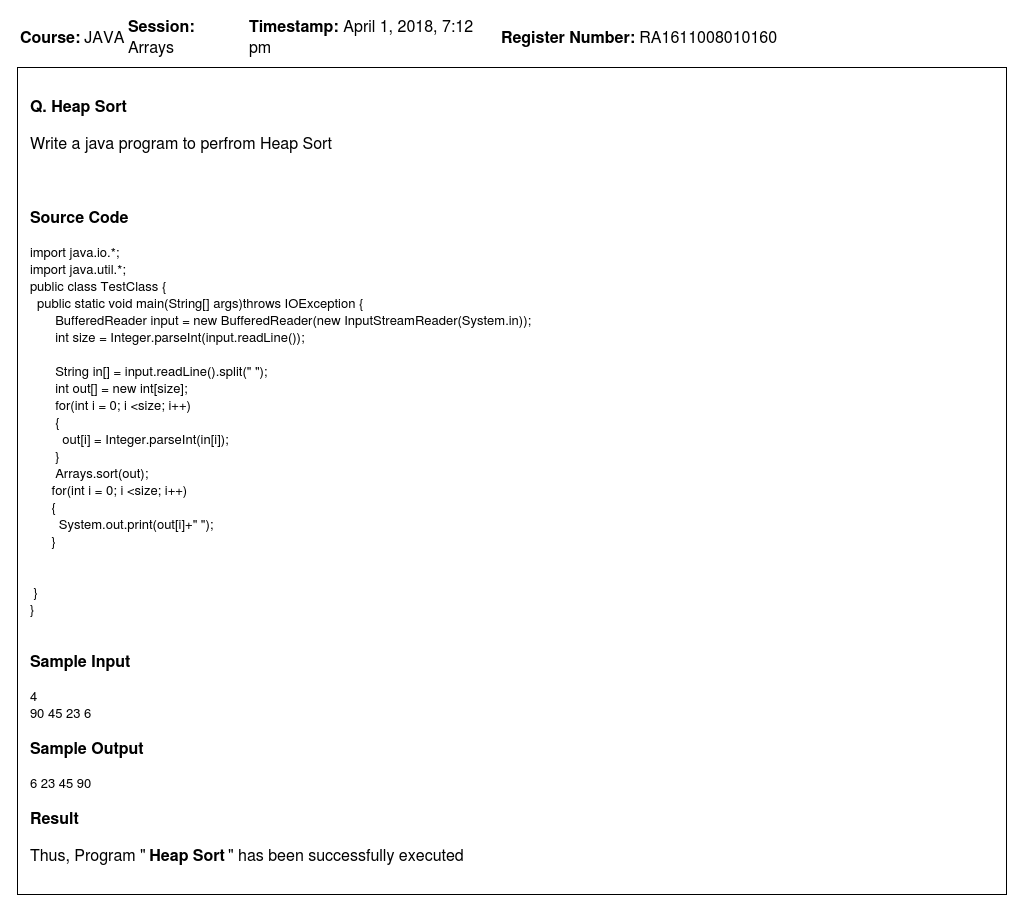 Course: JAVA Session: Arrays Timestamp: April 1, 2018, 7:12 pm Register Number: RA1611008010160
Q. Heap Sort
Write a java program to perfrom Heap Sort
Source Code
import java.io.*;
import java.util.*;
public class TestClass {
  public static void main(String[] args)throws IOException {
       BufferedReader input = new BufferedReader(new InputStreamReader(System.in));
       int size = Integer.parseInt(input.readLine());
       String in[] = input.readLine().split(" ");
       int out[] = new int[size];
       for(int i = 0; i <size; i++)
       {
         out[i] = Integer.parseInt(in[i]);
       }
       Arrays.sort(out);
      for(int i = 0; i <size; i++)
      {
        System.out.print(out[i]+" ");
      }
 }
}
Sample Input
4
90 45 23 6
Sample Output
6 23 45 90
Result
Thus, Program " Heap Sort " has been successfully executed